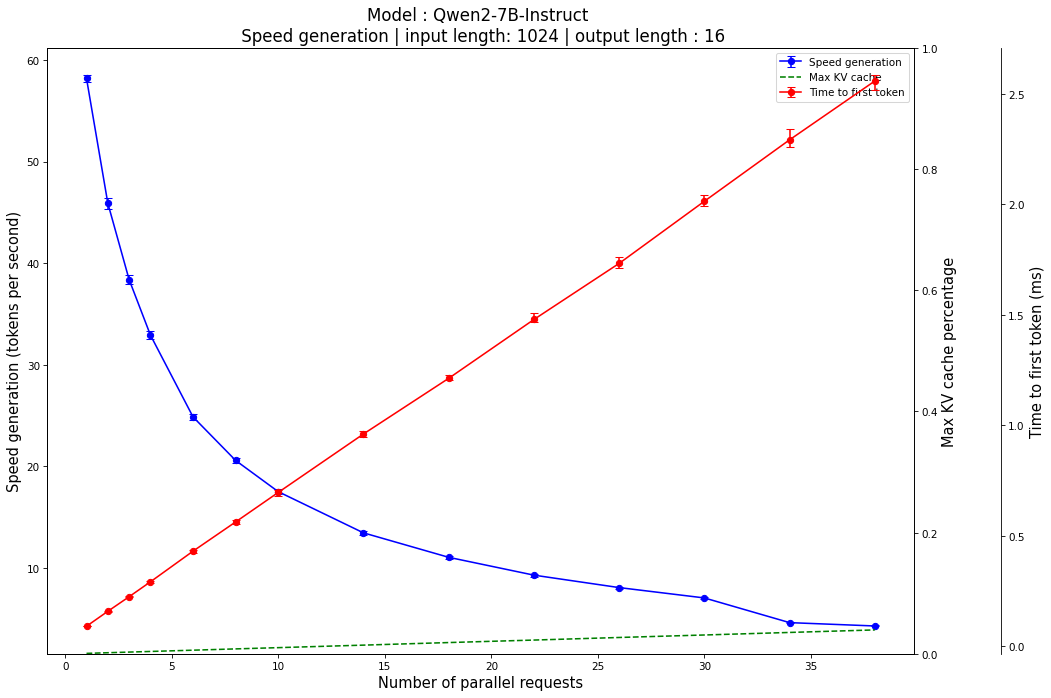 Model : Qwen2-7B-Instruct
Speed generation | input length: 1024 | output length : 16
Speed generation
Max KV cache
Time to first token
Speed generation (tokens per second)
60
50
40
30
20
10
0
5
10
15
20
25
30
35
Number of parallel requests
1.0
0.8
0.6
0.4
0.2
0.0
Max KV cache percentage
2.5
2.0
1.5
1.0
0.5
0.0
Time to first token (ms)